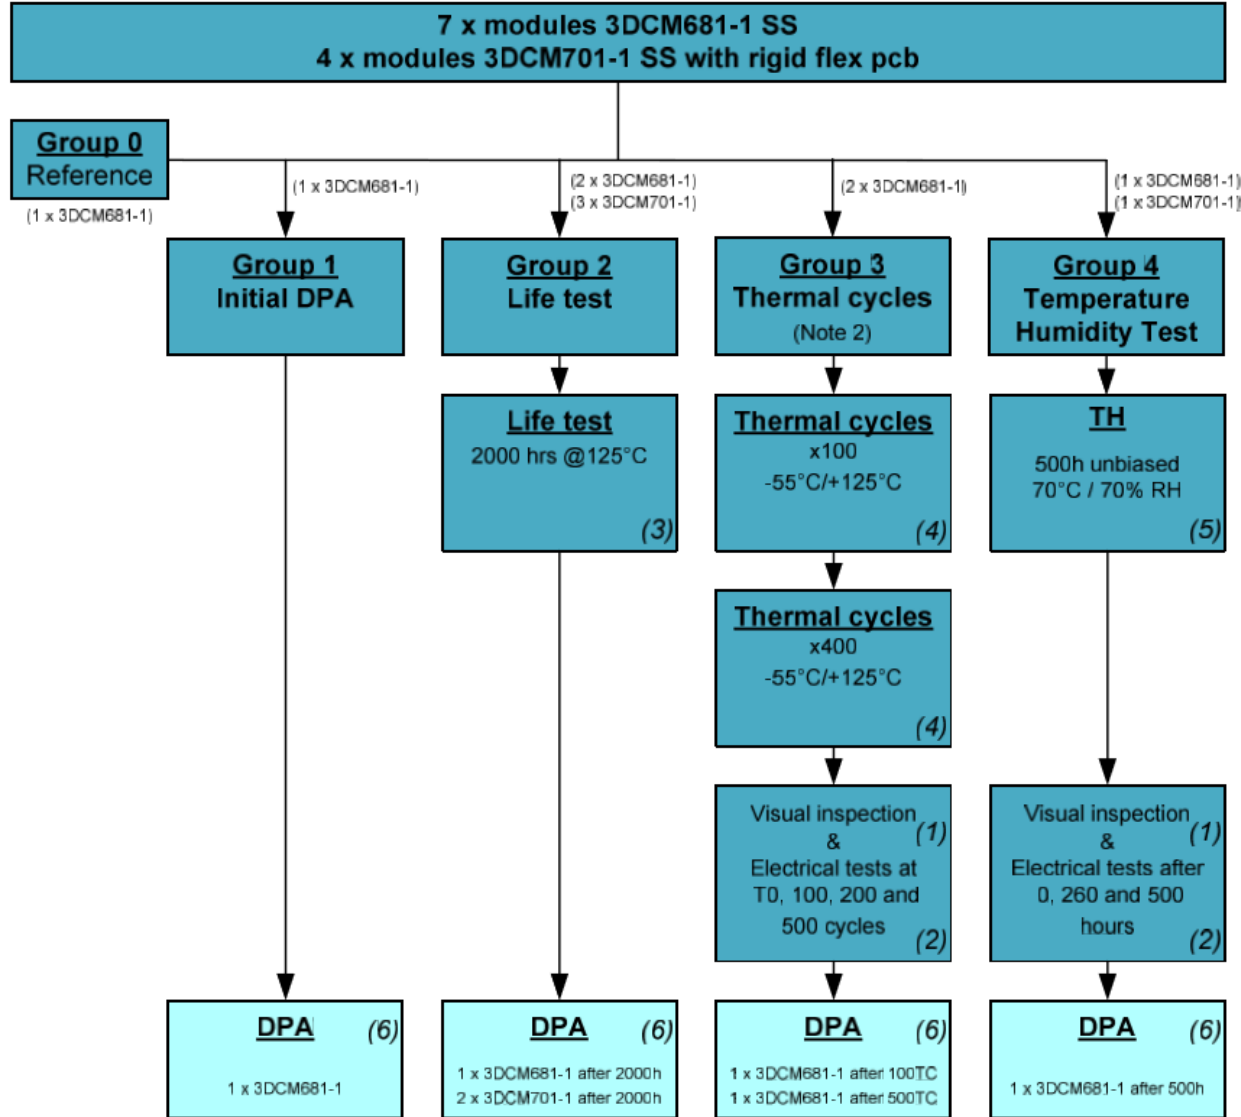 7 x modules 3DCM681-1 SS
4 x modules 3DCM701-1 SS with rigid flex pcb
Group 0
Reference
(1 x 3DCM681-1)
(1 x 3DCM681-1)
(2 x 3DCM681-1)
(3 x 3DCM701-1)
(2 x 3DCM681-1)
(1 x 3DCM681-1)
(1 x 3DCM701-1)
Group 1
Initial DPA
Group 2
Life test
Group 3
Thermal cycles
(Note 2)
Group 4
Temperature
Humidity Test
Life test
2000 hrs @125°C
(3)
Thermal cycles
x100
-55°C/+125°C
(4)
TH
500h unbiased
70°C / 70% RH
(5)
Thermal cycles
x400
-55°C/+125°C
(4)
Visual inspection
(1)
&
Electrical tests at
T0, 100, 200 and
500 cycles
(2)
Visual inspection
(1)
&
Electrical tests after
0, 260 and 500
hours
(2)
DPA
(6)
1 x 3DCM681-1
DPA
(6)
1 x 3DCM681-1 after 2000h
2 x 3DCM701-1 after 2000h
DPA
(6)
1 x 3DCM681-1 after 100TC
1 x 3DCM681-1 after 500TC
DPA
(6)
1 x 3DCM681-1 after 500h